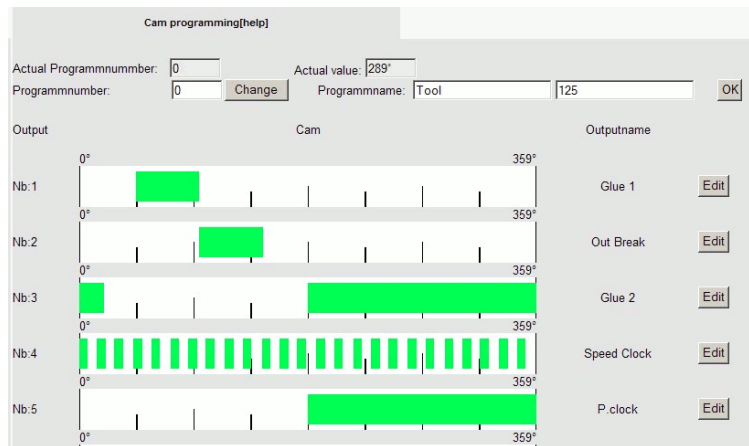 Cam programming[help]
Actual Programmnummber: 0 Actual value: 289°
Programmnumber: 0 Change Programmname: Tool 125 OK
Output Cam Outputname
0° 359°
Nb:1 Glue 1 Edit
0° 359°
Nb:2 Out Break Edit
0° 359°
Nb:3 Glue 2 Edit
0° 359°
Nb:4 Speed Clock Edit
0° 359°
Nb:5 P.clock Edit
0° 359°